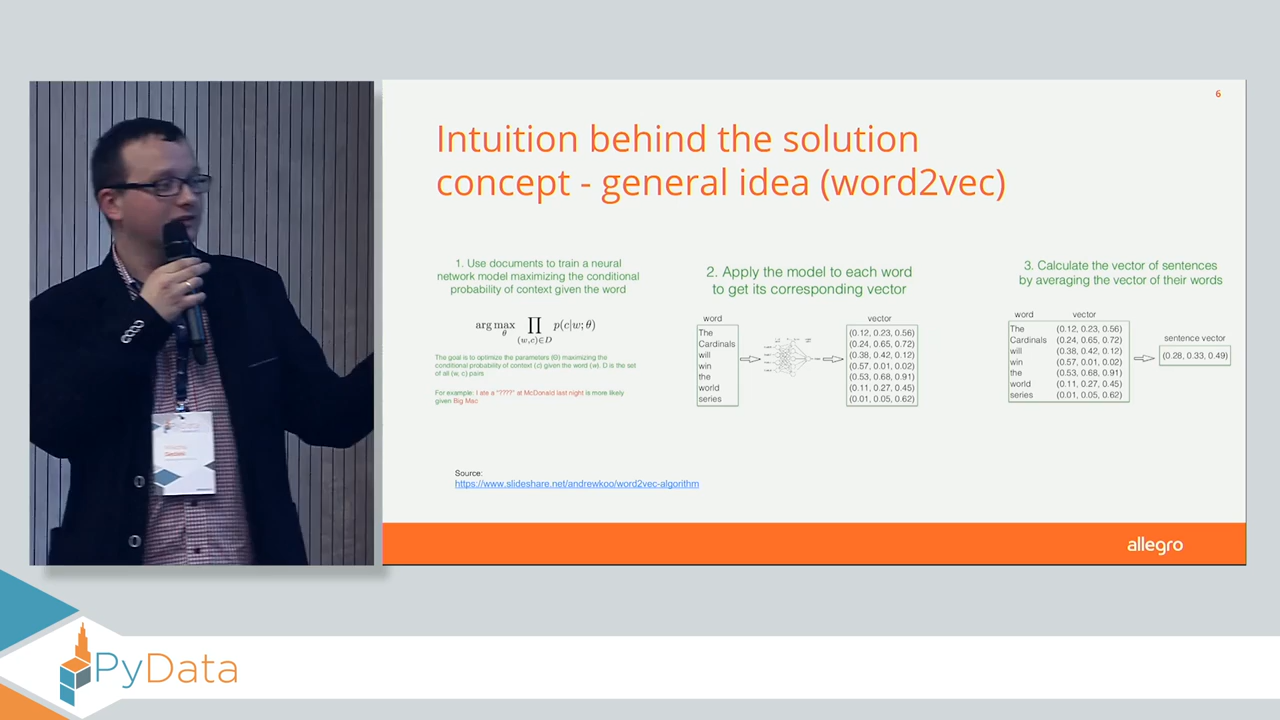 6
Intuition behind the solution
concept - general idea (word2vec)
1. Use documents to train a neural
network model maximizing the conditional
probability of context given the word
arg max θ ∏ (w,c)∈D p(c|w; θ)
The goal is to optimize the parameters (Θ) maximizing the
conditional probability of context (c) given the word (w). D is the set
of all (w, c) pairs
For example: I ate a "????" at McDonald last night is more likely
given Big Mac
2. Apply the model to each word
to get its corresponding vector
word vector
The (0.12, 0.23, 0.56)
Cardinals (0.24, 0.65, 0.72)
will (0.38, 0.42, 0.12)
win (0.57, 0.01, 0.02)
the (0.53, 0.68, 0.91)
world (0.11, 0.27, 0.45)
series (0.01, 0.05, 0.62)
3. Calculate the vector of sentences
by averaging the vector of their words
word vector
The (0.12, 0.23, 0.56)
Cardinals (0.24, 0.65, 0.72)
will (0.38, 0.42, 0.12)
win (0.57, 0.01, 0.02)
the (0.53, 0.68, 0.91)
world (0.11, 0.27, 0.45)
series (0.01, 0.05, 0.62)
sentence vector
(0.28, 0.33, 0.49)
Source:
https://www.slideshare.net/andrewkoo/word2vec-algorithm
allegro
PyData